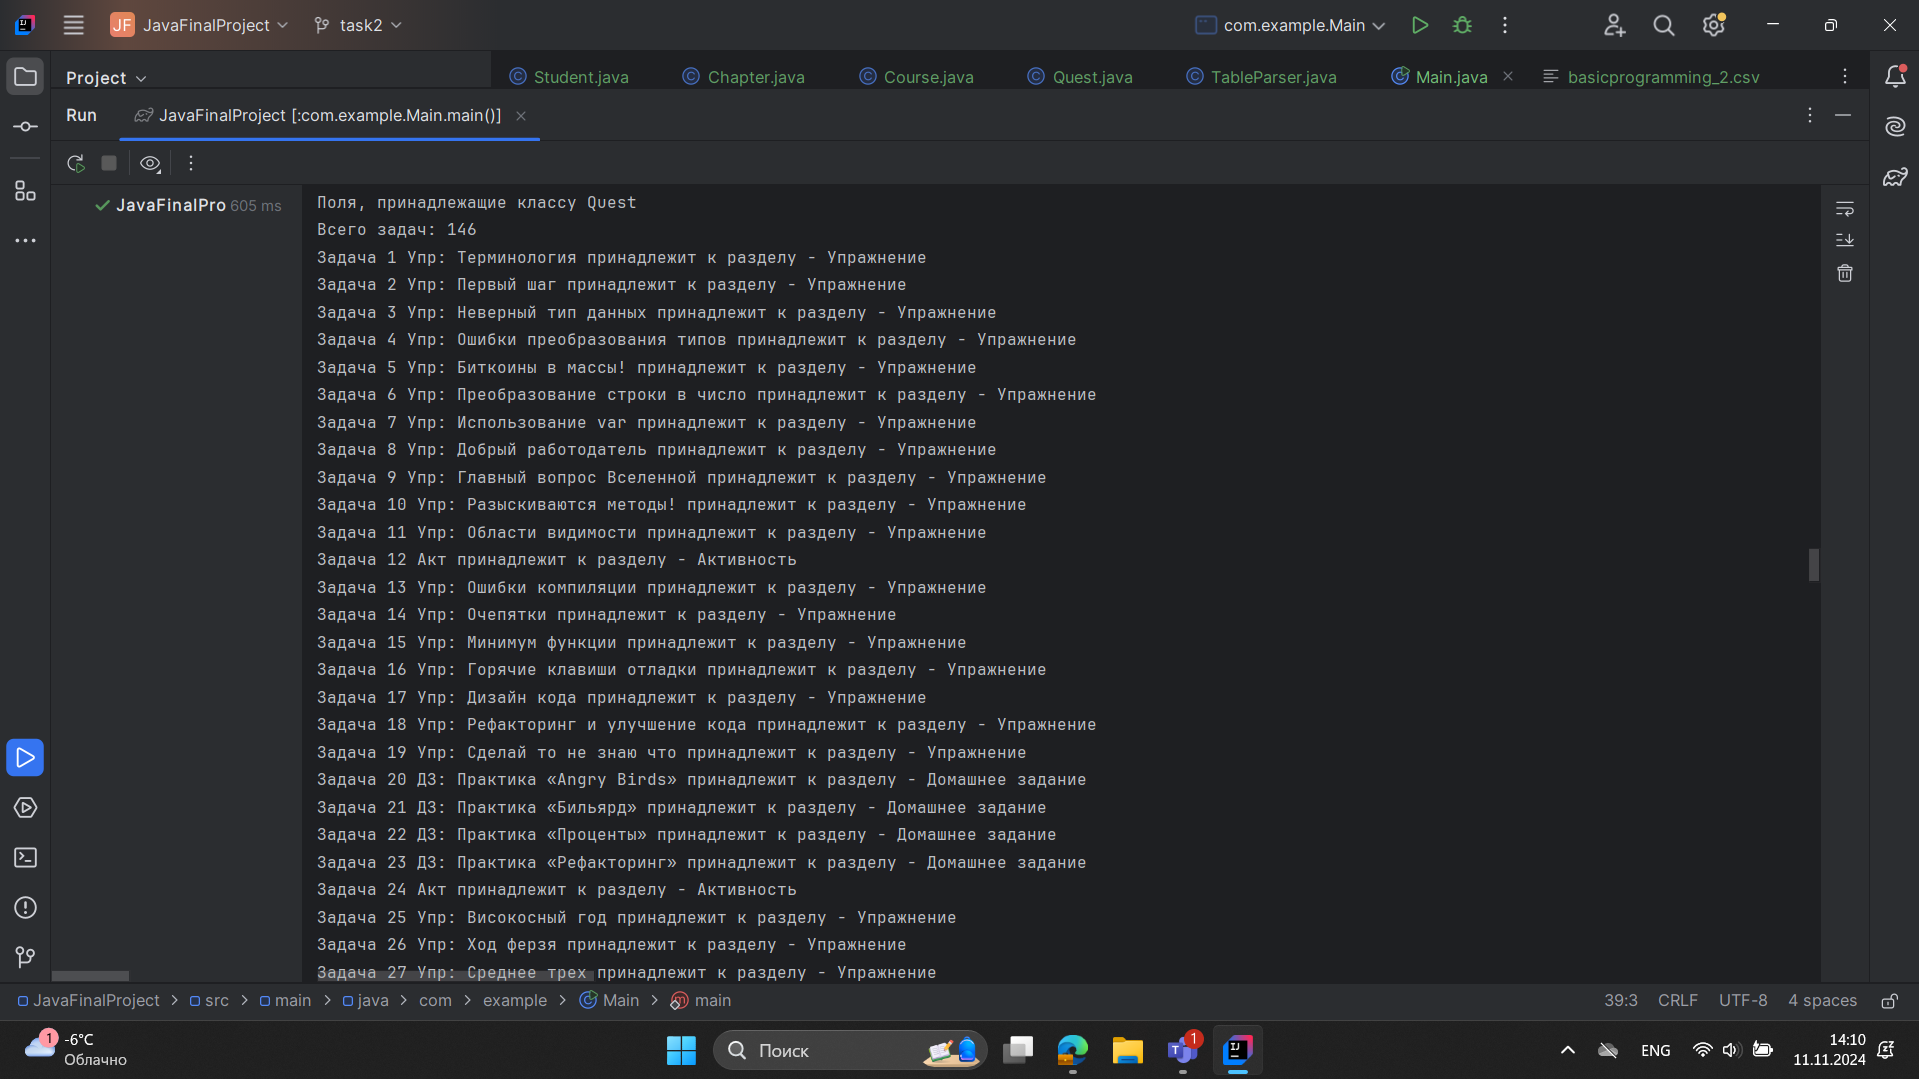 JF JavaFinalProject task2 com.example.Main
Project Student.java Chapter.java Course.java Quest.java TableParser.java Main.java basicprogramming_2.csv
Run JavaFinalProject [:com.example.Main.main()]
JavaFinalPro 605 ms
Поля, принадлежащие классу Quest
Всего задач: 146
Задача 1 Упр: Терминология принадлежит к разделу - Упражнение
Задача 2 Упр: Первый шаг принадлежит к разделу - Упражнение
Задача 3 Упр: Неверный тип данных принадлежит к разделу - Упражнение
Задача 4 Упр: Ошибки преобразования типов принадлежит к разделу - Упражнение
Задача 5 Упр: Биткоины в массы! принадлежит к разделу - Упражнение
Задача 6 Упр: Преобразование строки в число принадлежит к разделу - Упражнение
Задача 7 Упр: Использование var принадлежит к разделу - Упражнение
Задача 8 Упр: Добрый работодатель принадлежит к разделу - Упражнение
Задача 9 Упр: Главный вопрос Вселенной принадлежит к разделу - Упражнение
Задача 10 Упр: Разыскиваются методы! принадлежит к разделу - Упражнение
Задача 11 Упр: Области видимости принадлежит к разделу - Упражнение
Задача 12 Акт принадлежит к разделу - Активность
Задача 13 Упр: Ошибки компиляции принадлежит к разделу - Упражнение
Задача 14 Упр: Очепятки принадлежит к разделу - Упражнение
Задача 15 Упр: Минимум функции принадлежит к разделу - Упражнение
Задача 16 Упр: Горячие клавиши отладки принадлежит к разделу - Упражнение
Задача 17 Упр: Дизайн кода принадлежит к разделу - Упражнение
Задача 18 Упр: Рефакторинг и улучшение кода принадлежит к разделу - Упражнение
Задача 19 Упр: Сделай то не знаю что принадлежит к разделу - Упражнение
Задача 20 ДЗ: Практика «Angry Birds» принадлежит к разделу - Домашнее задание
Задача 21 ДЗ: Практика «Бильярд» принадлежит к разделу - Домашнее задание
Задача 22 ДЗ: Практика «Проценты» принадлежит к разделу - Домашнее задание
Задача 23 ДЗ: Практика «Рефакторинг» принадлежит к разделу - Домашнее задание
Задача 24 Акт принадлежит к разделу - Активность
Задача 25 Упр: Високосный год принадлежит к разделу - Упражнение
Задача 26 Упр: Ход ферзя принадлежит к разделу - Упражнение
Задача 27 Упр: Среднее трех принадлежит к разделу - Упражнение
JavaFinalProject > src > main > java > com > example > Main > main 39:3 CRLF UTF-8 4 spaces
1 -6°C
Облачно
Поиск
1
ENG
14:10
11.11.2024